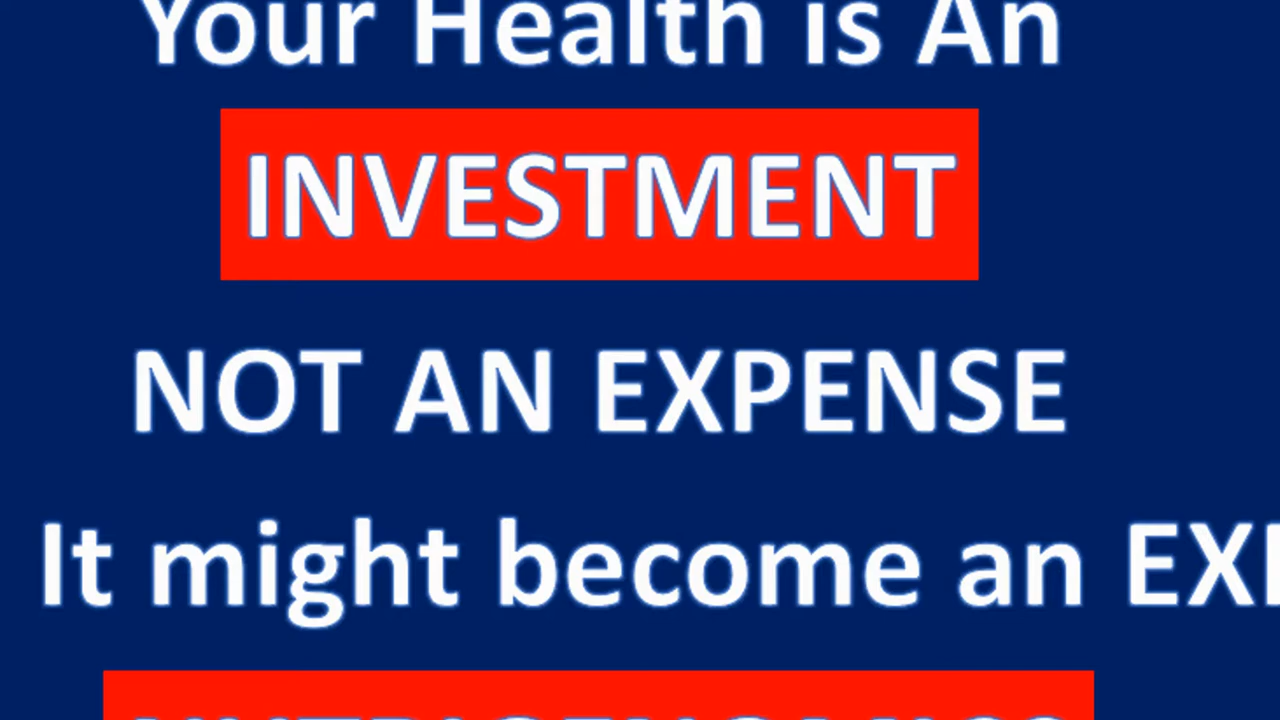 Your Health is An
INVESTMENT
NOT AN EXPENSE
It might become an